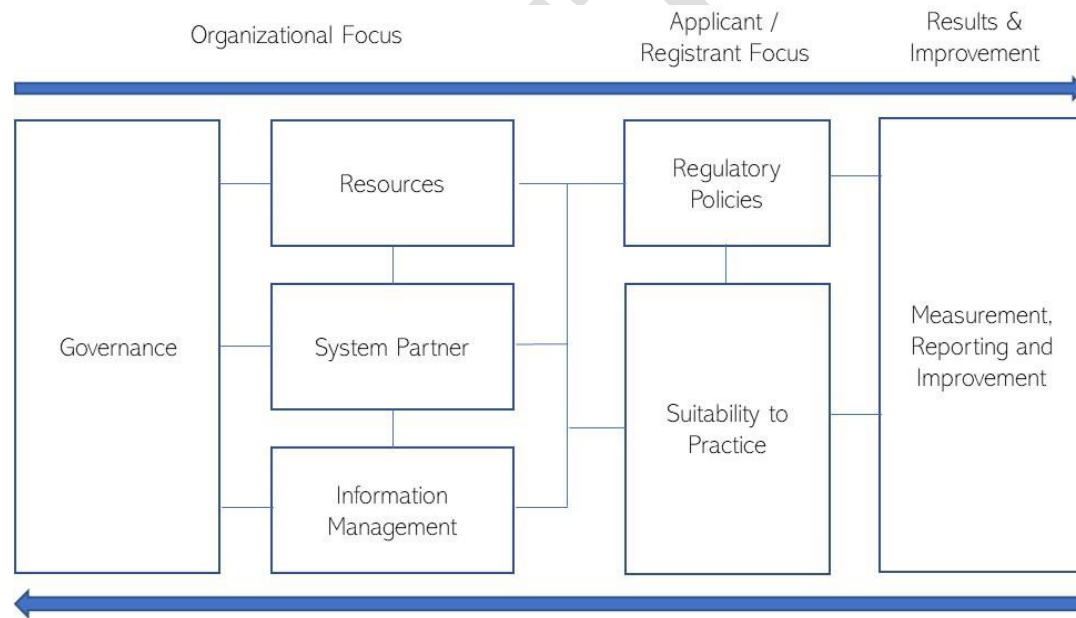 Organizational Focus
Applicant /
Registrant Focus
Results &
Improvement
Governance
Resources
System Partner
Information
Management
Regulatory
Policies
Suitability to
Practice
Measurement,
Reporting and
Improvement